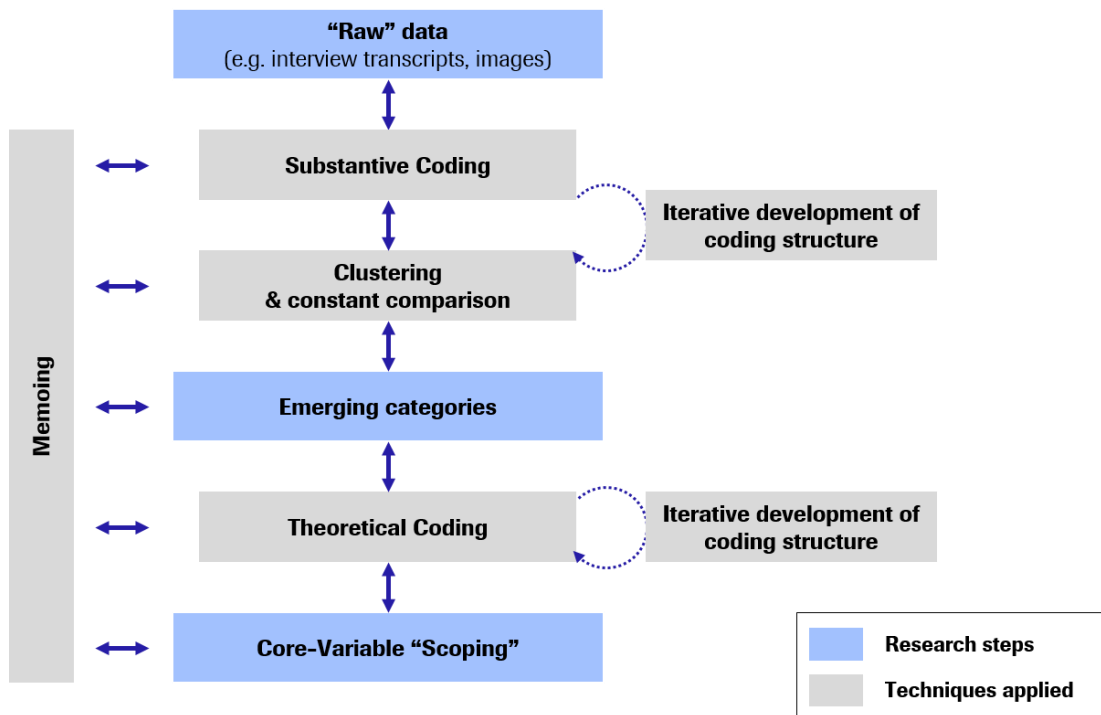 “Raw” data
(e.g. interview transcripts, images)
Memoing
Substantive Coding
Iterative development of
coding structure
Clustering
& constant comparison
Emerging categories
Theoretical Coding
Iterative development of
coding structure
Core-Variable “Scoping”
Research steps
Techniques applied